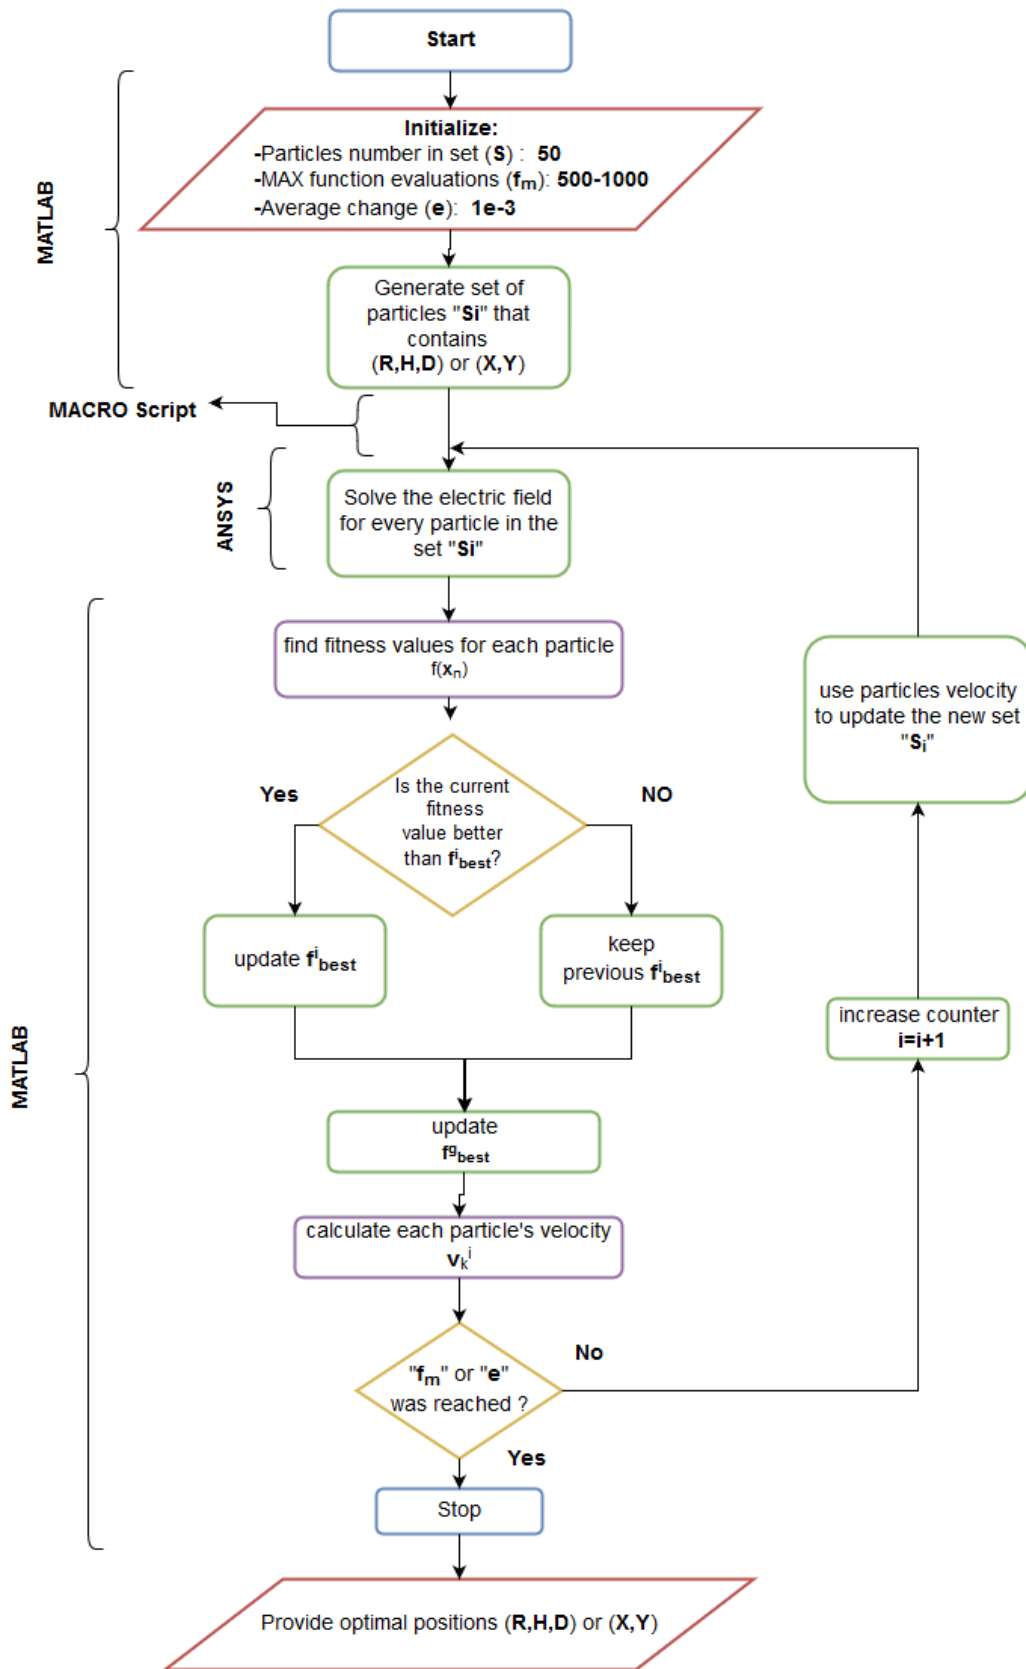 Start
MATLAB
Initialize:
-Particles number in set (S) : 50
-MAX function evaluations (fm): 500-1000
-Average change (e): 1e-3
Generate set of
particles "Si" that
contains
(R,H,D) or (X,Y)
MACRO Script
ANSYS
Solve the electric field
for every particle in the
set "Si"
MATLAB
find fitness values for each particle
f(xn)
Is the current
fitness
value better
than fibest?
Yes
NO
update fibest
keep
previous fibest
update
fgbest
calculate each particle's velocity
vki
"fm" or "e"
was reached ?
No
Yes
increase counter
i=i+1
use particles velocity
to update the new set
"Si"
Stop
Provide optimal positions (R,H,D) or (X,Y)